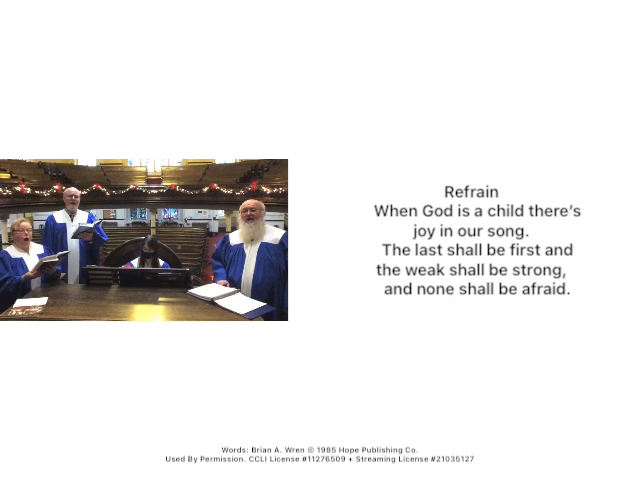 Refrain
When God is a child there's
joy in our song.
The last shall be first and
the weak shall be strong,
and none shall be afraid.
Words: Brian A. Wren © 1985 Hope Publishing Co.
Used By Permission. CCLI License #11276509 + Streaming License #21035127